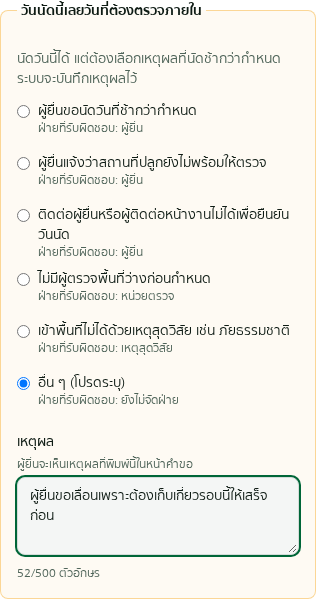 วันนัดนี้เลยวันที่ต้องตรวจภายใน
นัดวันนี้ได้ แต่ต้องเลือกเหตุผลที่นัดช้ากว่ากำหนด
ระบบจะบันทึกเหตุผลไว้
ผู้ยื่นขอนัดวันที่ช้ากว่ากำหนด
ฝ่ายที่รับผิดชอบ: ผู้ยื่น
ผู้ยื่นแจ้งว่าสถานที่ปลูกยังไม่พร้อมให้ตรวจ
ฝ่ายที่รับผิดชอบ: ผู้ยื่น
ติดต่อผู้ยื่นหรือผู้ติดต่อหน้างานไม่ได้เพื่อยืนยัน
วันนัด
ฝ่ายที่รับผิดชอบ: ผู้ยื่น
ไม่มีผู้ตรวจพื้นที่ว่างก่อนกำหนด
ฝ่ายที่รับผิดชอบ: หน่วยตรวจ
เข้าพื้นที่ไม่ได้ด้วยเหตุสุดวิสัย เช่น ภัยธรรมชาติ
ฝ่ายที่รับผิดชอบ: เหตุสุดวิสัย
อื่น ๆ (โปรดระบุ)
ฝ่ายที่รับผิดชอบ: ยังไม่จัดฝ่าย
เหตุผล
ผู้ยื่นจะเห็นเหตุผลที่พิมพ์นี้ในหน้าคำขอ
ผู้ยื่นขอเลื่อนเพราะต้องเก็บเกี่ยวรอบนี้ให้เสร็จ
ก่อน
52/500 ตัวอักษร